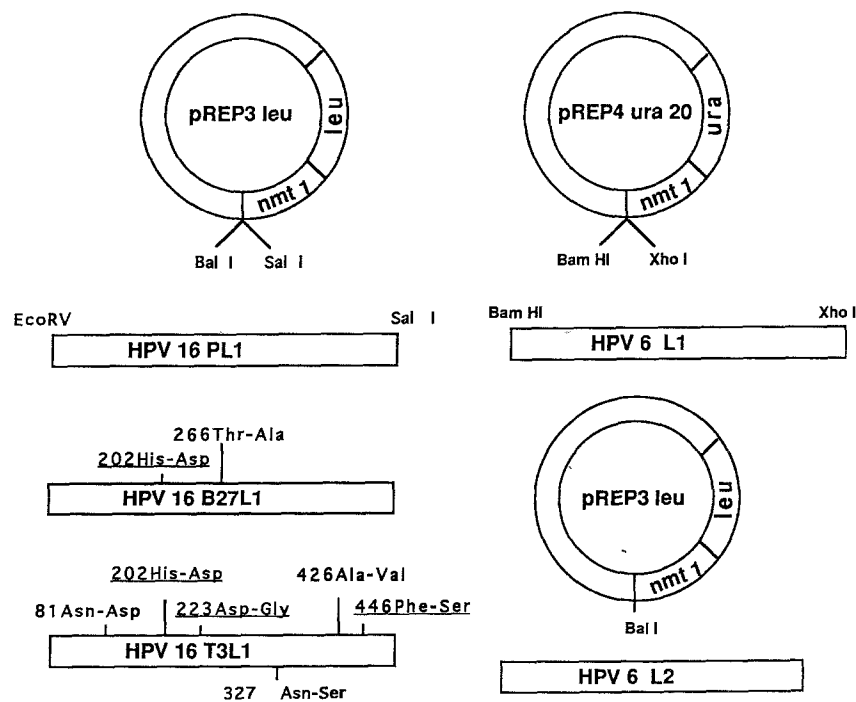 pREP3 leu
leu
nmt 1
Bal I
Sal I
EcoRV
Sal I
HPV 16 PL1
266Thr-Ala
202His-Asp
HPV 16 B27L1
202His-Asp
426Ala-Val
81Asn-Asp
223Asp-Gly
446Phe-Ser
HPV 16 T3L1
327 Asn-Ser
pREP4 ura 20
ura
nmt 1
Bam HI
Xho I
Bam HI
Xho I
HPV 6 L1
pREP3 leu
leu
nmt 1
Bal I
HPV 6 L2